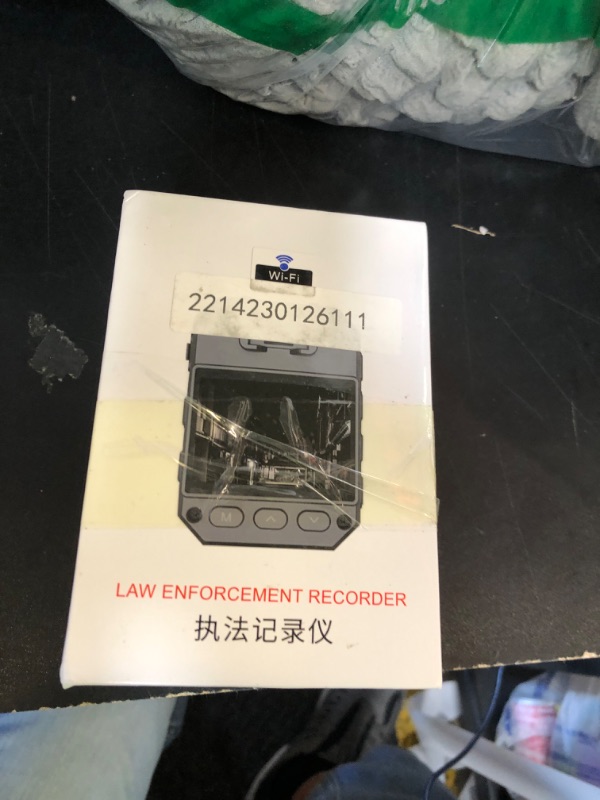 Wi-Fi
2214230126111
M
LAW ENFORCEMENT RECORDER
执法记录仪